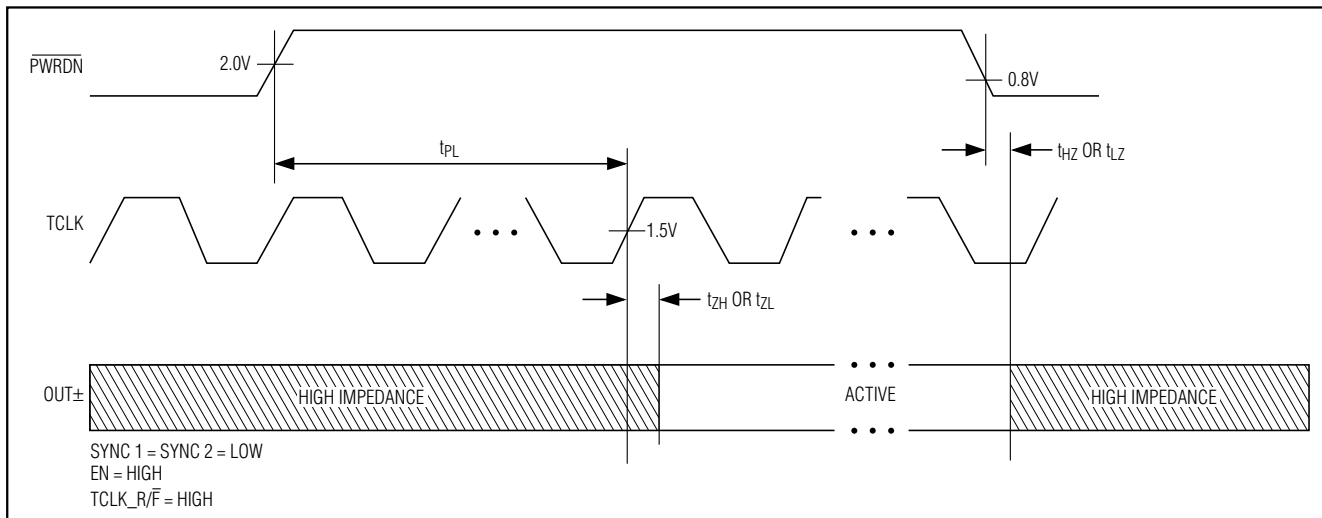 PWRDN
2.0V
0.8V
tPL
tHZ OR tLZ
TCLK
1.5V
tZH OR tZL
OUT±
HIGH IMPEDANCE
ACTIVE
HIGH IMPEDANCE
SYNC 1 = SYNC 2 = LOW
EN = HIGH
TCLK_R/F̅ = HIGH